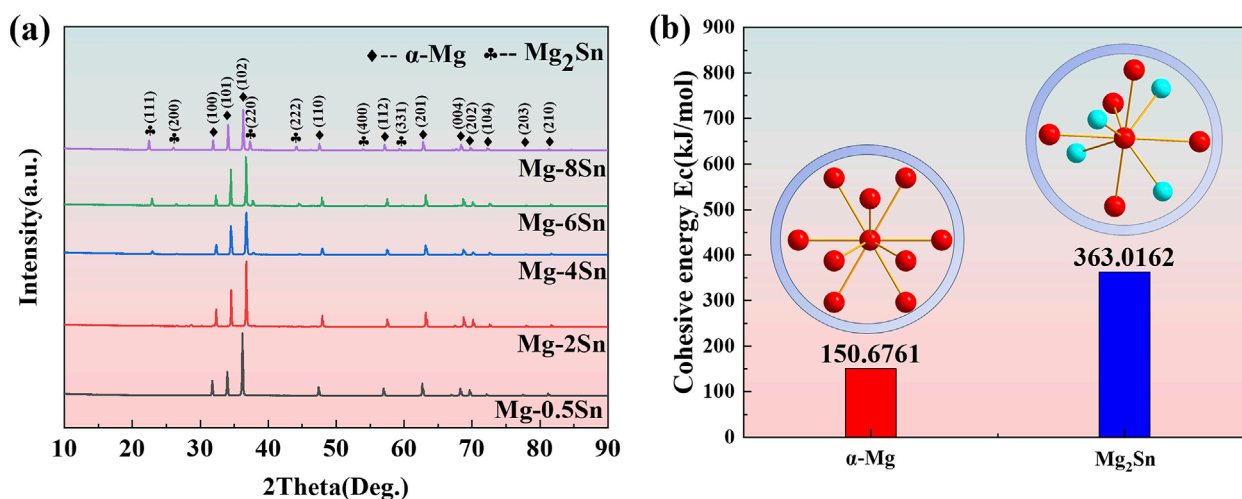 (a)
♦-- α-Mg ♣-- Mg₂Sn
(111)
(200)
(100)
(101)
(102)
(220)
(222)
(110)
(400)
(112)
(331)
(201)
(004)
(202)
(104)
(203)
(210)
Mg-8Sn
Mg-6Sn
Mg-4Sn
Mg-2Sn
Mg-0.5Sn
Intensity(a.u.)
10 20 30 40 50 60 70 80 90
2Theta(Deg.)
(b)
Cohesive energy Ec(kJ/mol)
900
800
700
600
500
400
300
200
100
0
150.6761
363.0162
α-Mg
Mg₂Sn